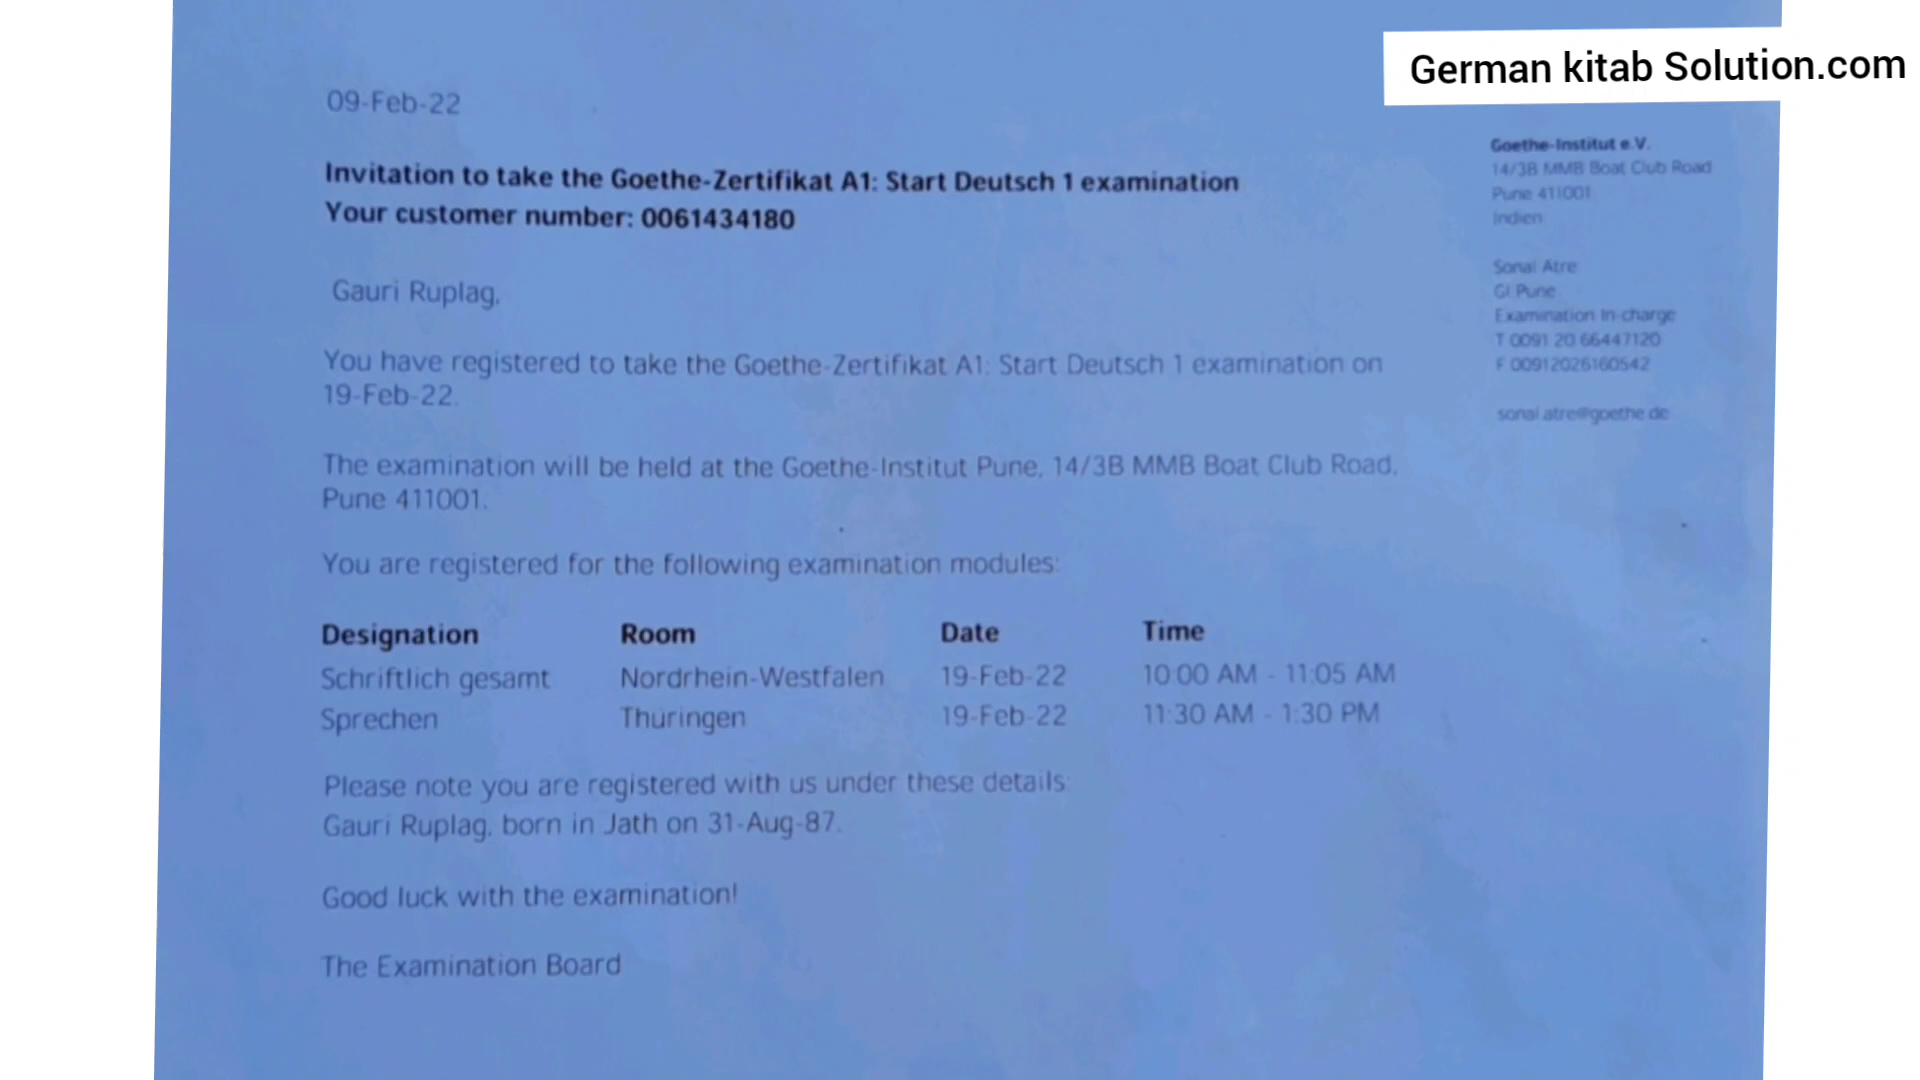 German kitab Solution.com
09-Feb-22
Invitation to take the Goethe-Zertifikat A1: Start Deutsch 1 examination
Your customer number: 0061434180
Gauri Ruplag,
You have registered to take the Goethe-Zertifikat A1: Start Deutsch 1 examination on
19-Feb-22.
The examination will be held at the Goethe-Institut Pune, 14/3B MMB Boat Club Road,
Pune 411001.
You are registered for the following examination modules:
Designation Room Date Time
Schriftlich gesamt Nordrhein-Westfalen 19-Feb-22 10:00 AM - 11:05 AM
Sprechen Thuringen 19-Feb-22 11:30 AM - 1:30 PM
Please note you are registered with us under these details:
Gauri Ruplag, born in Jath on 31-Aug-87.
Good luck with the examination!
The Examination Board
Goethe-Institut e.V.
14/3B MMB Boat Club Road
Pune 411001
Indien
Sonal Atre
GI Pune
Examination In-charge
T 0091 20 66447120
F 00912026160542
sonal.atre@goethe.de